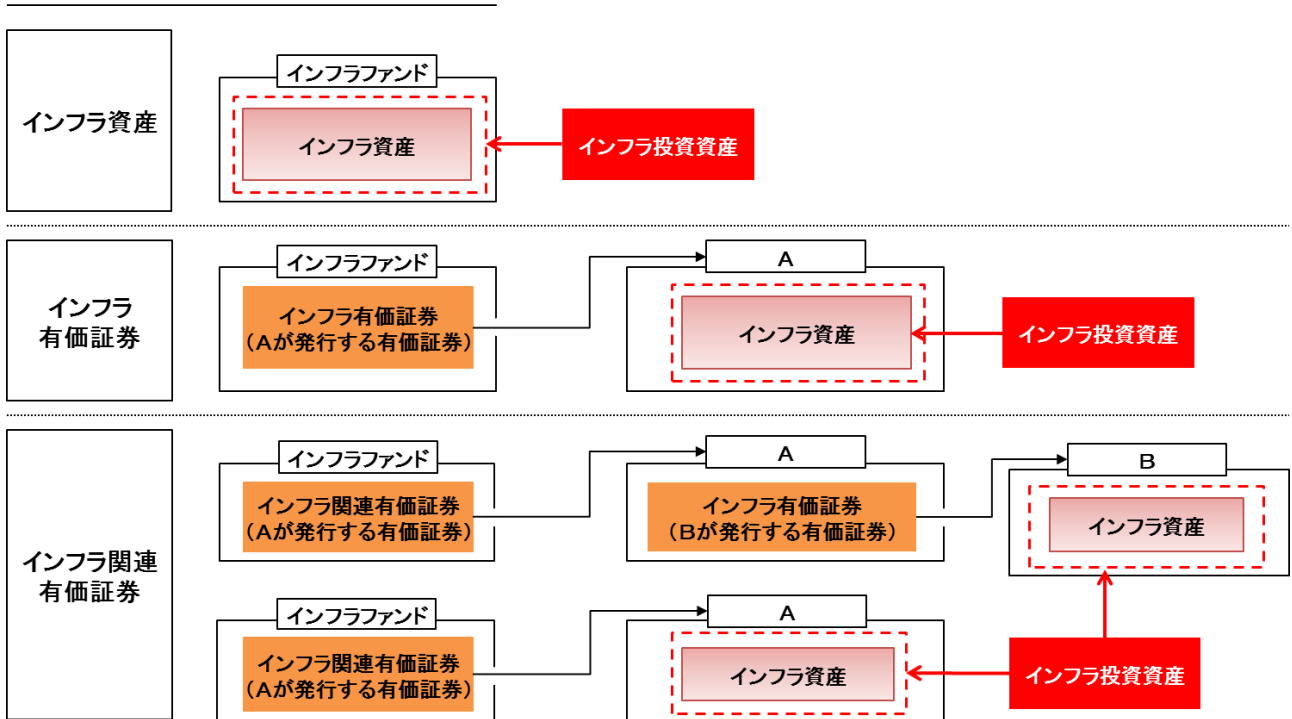 インフラ資産
インフラファンド
インフラ資産
インフラ投資資産
インフラ
有価証券
インフラファンド
インフラ有価証券
(Aが発行する有価証券)
A
インフラ資産
インフラ投資資産
インフラ関連
有価証券
インフラファンド
インフラ関連有価証券
(Aが発行する有価証券)
A
インフラ有価証券
(Bが発行する有価証券)
B
インフラ資産
インフラファンド
インフラ関連有価証券
(Aが発行する有価証券)
A
インフラ資産
インフラ投資資産